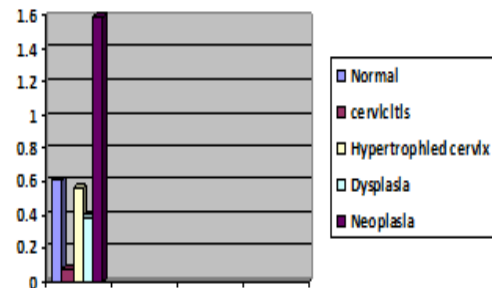 1.6
1.4
1.2
1
0.8
0.6
0.4
0.2
0
Normal
cervicitis
Hypertrophied cervix
Dysplasia
Neoplasia